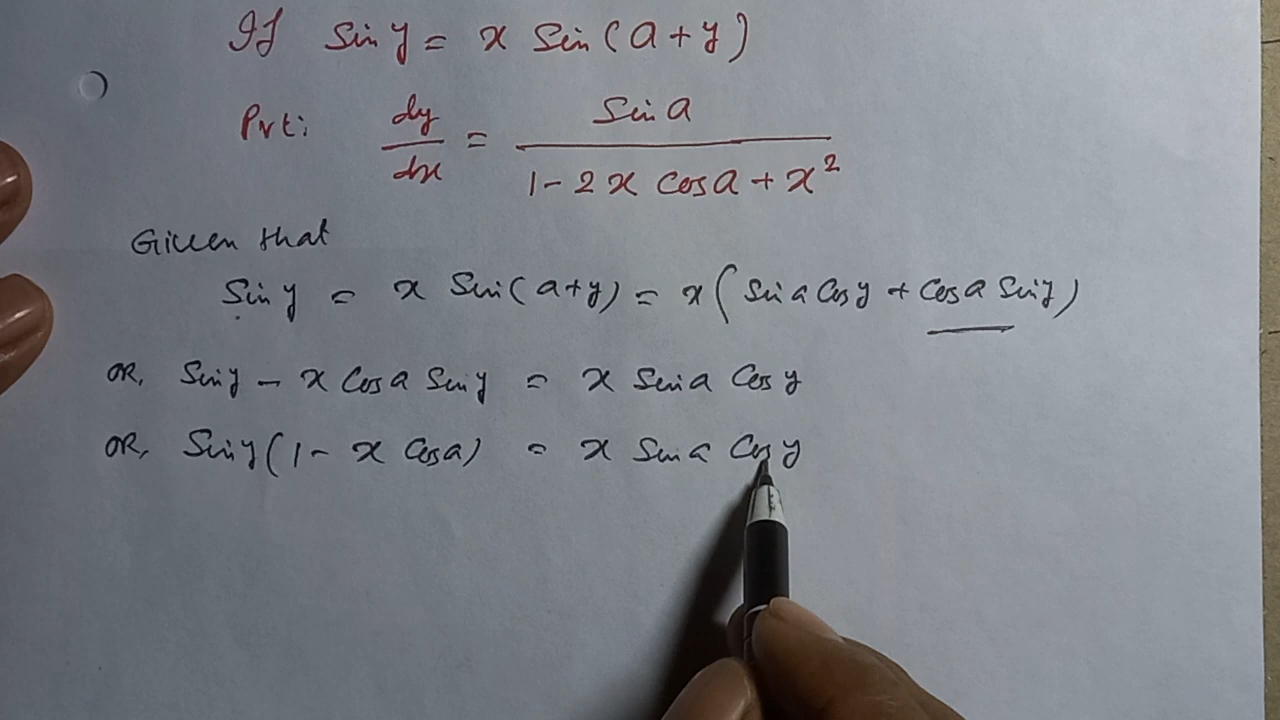 If Sin y = x Sin(a+y)
Prt: dy/dx = Sin a / 1-2x Cos a + x²
Given that
Sin y = x Sin(a+y) = x(Sin a Cos y + Cos a Sin y)
OR, Sin y - x Cos a Sin y = x Sin a Cos y
OR, Sin y(1- x Cos a) = x Sin a Cos y